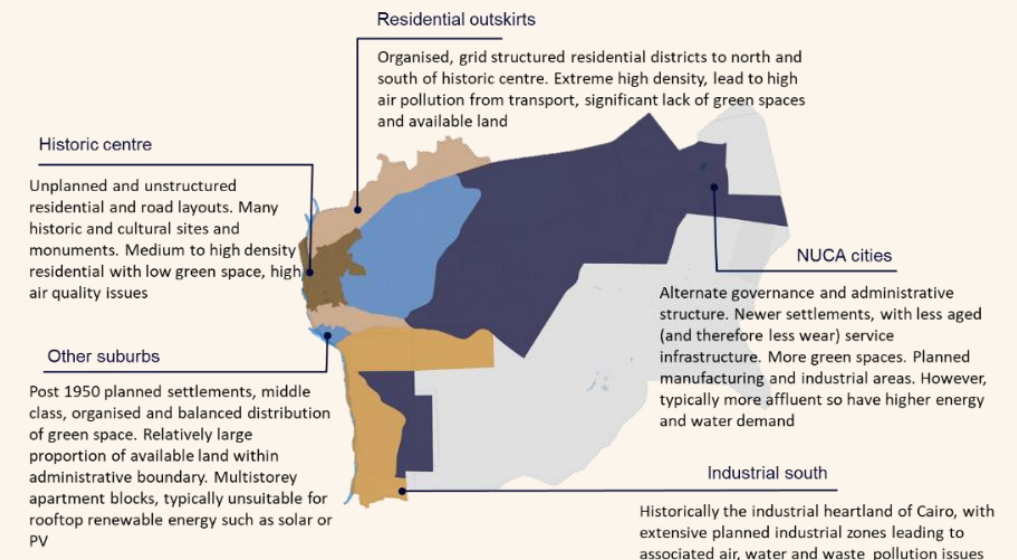 Residential outskirts
Organised, grid structured residential districts to north and
south of historic centre. Extreme high density, lead to high
air pollution from transport, significant lack of green spaces
and available land
Historic centre
Unplanned and unstructured
residential and road layouts. Many
historic and cultural sites and
monuments. Medium to high density
residential with low green space, high
air quality issues
NUCA cities
Alternate governance and administrative
structure. Newer settlements, with less aged
(and therefore less wear) service
infrastructure. More green spaces. Planned
manufacturing and industrial areas. However,
typically more affluent so have higher energy
and water demand
Other suburbs
Post 1950 planned settlements, middle
class, organised and balanced distribution
of green space. Relatively large
proportion of available land within
administrative boundary. Multistorey
apartment blocks, typically unsuitable for
rooftop renewable energy such as solar or
PV
Industrial south
Historically the industrial heartland of Cairo, with
extensive planned industrial zones leading to
associated air, water and waste pollution issues